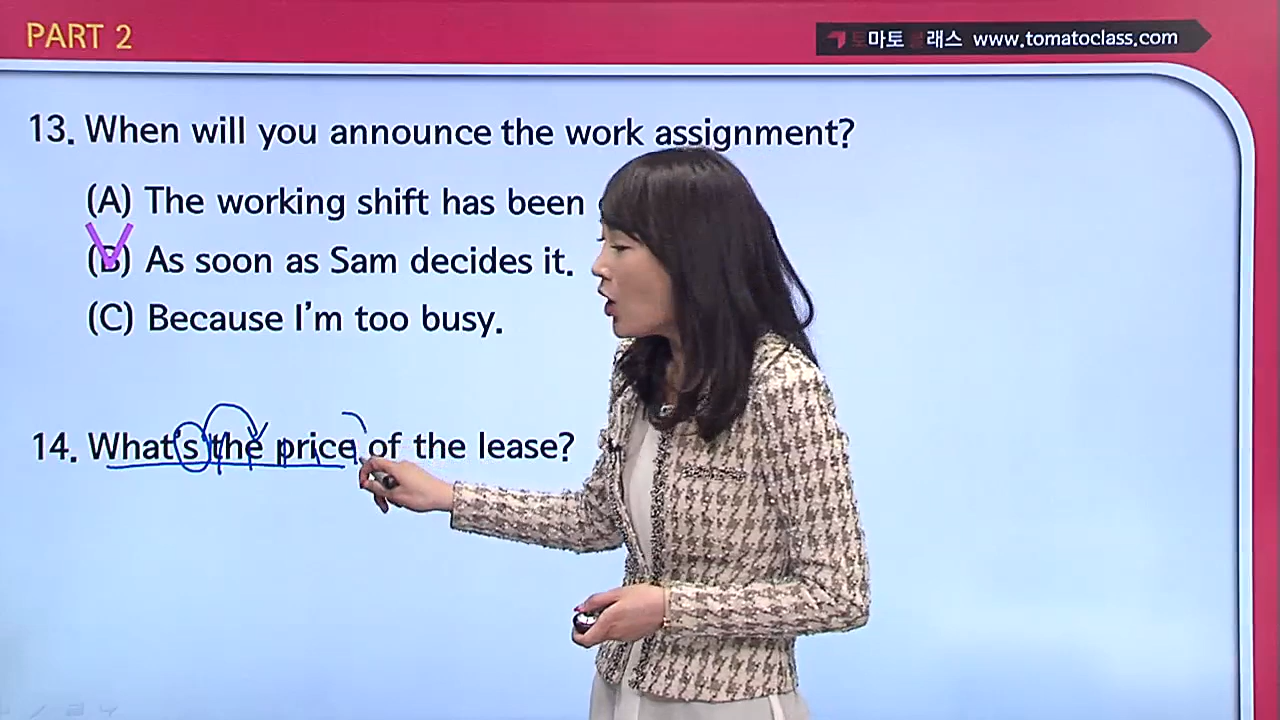 PART 2
토마토클래스 www.tomatoclass.com
13. When will you announce the work assignment?
(A) The working shift has been
(B) As soon as Sam decides it.
(C) Because I'm too busy.
14. What's the price of the lease?